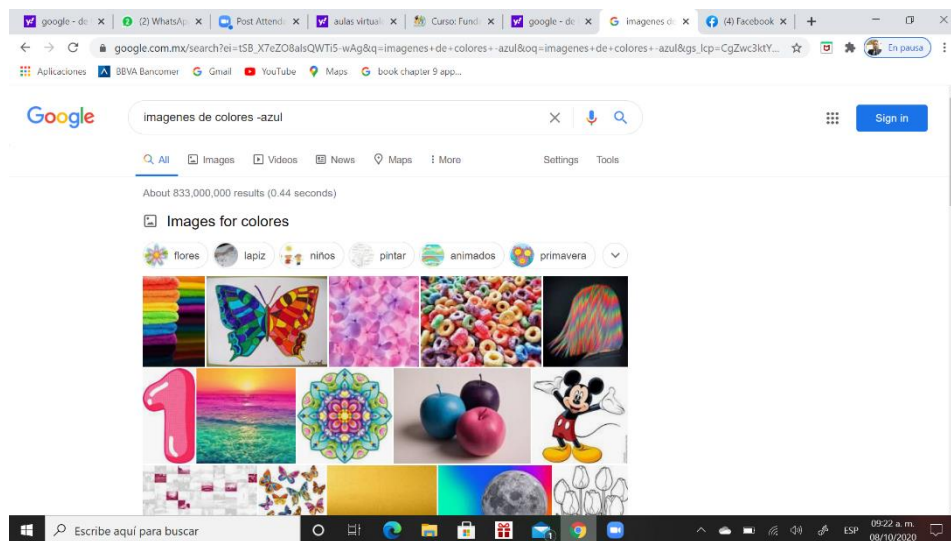 google - de
(2) WhatsAp
Post Attende
aulas virtual
Curso: Fund
google - de
imagenes de
(4) Facebook
google.com.mx/search?ei=tSB_X7eZO8alsQWTi5-wAg&q=imagenes+de+colores+-azul&oq=imagenes+de+colores+-azul&gs_lcp=CgZwc3ktY...
En pausa
Aplicaciones
BBVA Bancomer
Gmail
YouTube
Maps
book chapter 9 app...
Google
imagenes de colores -azul
Sign in
All
Images
Videos
News
Maps
More
Settings
Tools
About 833,000,000 results (0.44 seconds)
Images for colores
flores
lapiz
niños
pintar
animados
primavera
1
Escribe aquí para buscar
ESP
09:22 a. m.
08/10/2020